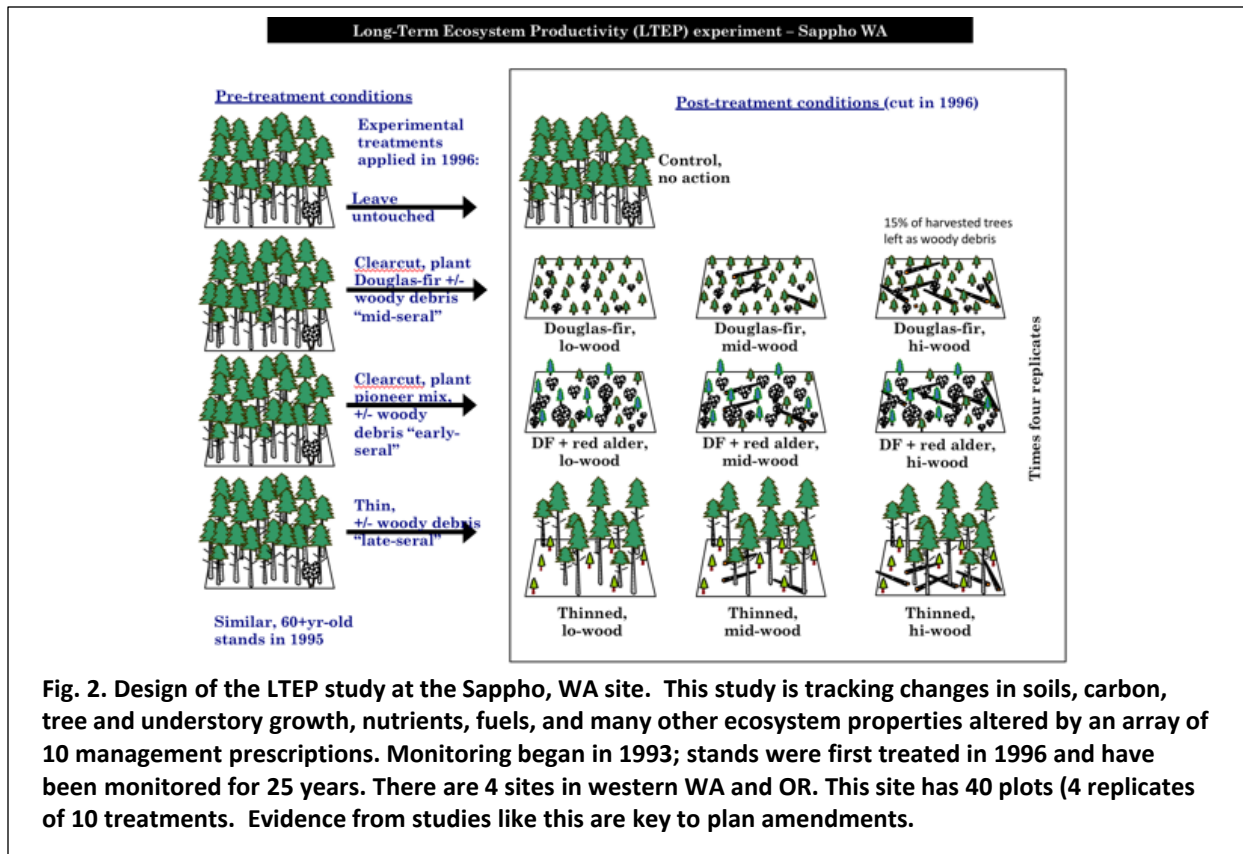 Long-Term Ecosystem Productivity (LTEP) experiment – Sappho WA
Pre-treatment conditions
Experimental
treatments
applied in 1996:
Leave
untouched
Clearcut, plant
Douglas-fir +/-
woody debris
“mid-seral”
Clearcut, plant
pioneer mix,
+/- woody
debris “early-
seral”
Thin,
+/- woody debris
“late-seral”
Similar, 60+yr-old
stands in 1995
Post-treatment conditions (cut in 1996)
Control,
no action
15% of harvested trees
left as woody debris
Douglas-fir,
lo-wood
Douglas-fir,
mid-wood
Douglas-fir,
hi-wood
DF + red alder,
lo-wood
DF + red alder,
mid-wood
DF + red alder,
hi-wood
Thinned,
lo-wood
Thinned,
mid-wood
Thinned,
hi-wood
Times four replicates
Fig. 2. Design of the LTEP study at the Sappho, WA site. This study is tracking changes in soils, carbon,
tree and understory growth, nutrients, fuels, and many other ecosystem properties altered by an array of
10 management prescriptions. Monitoring began in 1993; stands were first treated in 1996 and have
been monitored for 25 years. There are 4 sites in western WA and OR. This site has 40 plots (4 replicates
of 10 treatments. Evidence from studies like this are key to plan amendments.